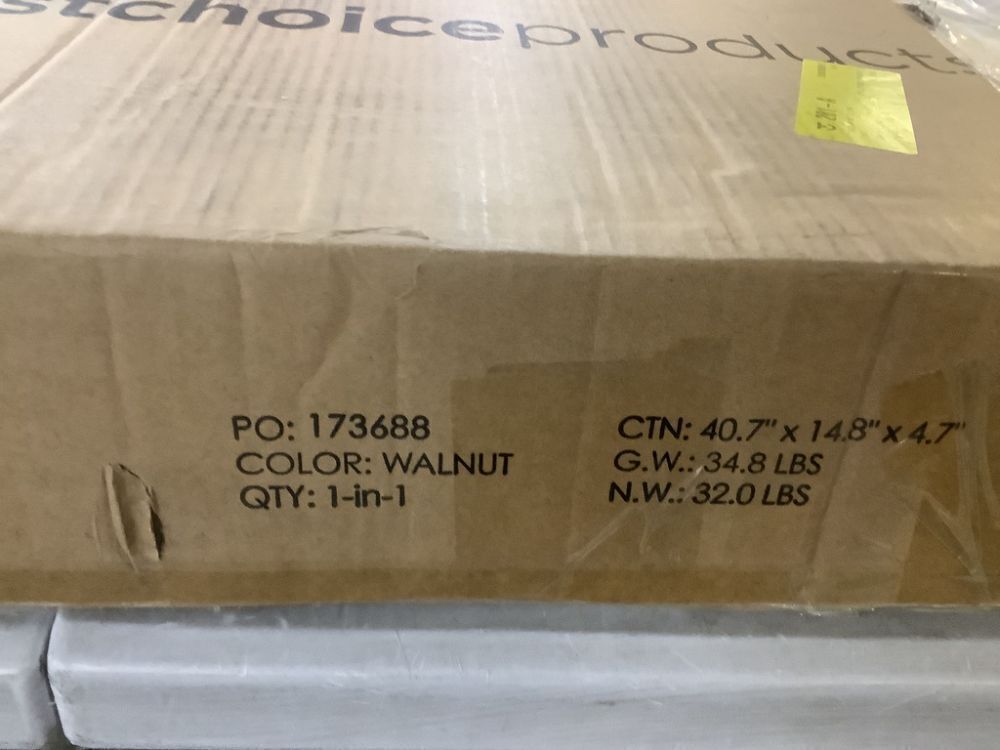 stchoiceproducts
PO: 173688
COLOR: WALNUT
QTY: 1-in-1
CTN: 40.7" x 14.8" x 4.7"
G.W.: 34.8 LBS
N.W.: 32.0 LBS